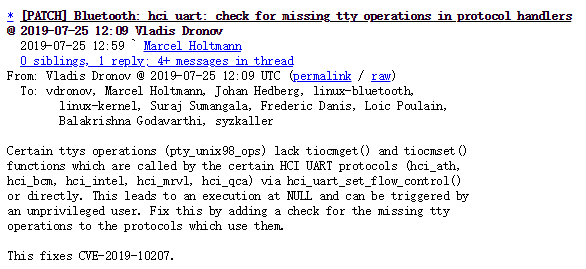 * [PATCH] Bluetooth: hci_uart: check for missing tty operations in protocol handlers
@ 2019-07-25 12:09 Vladis Dronov
2019-07-25 12:59 ` Marcel Holtmann
0 siblings, 1 reply; 4+ messages in thread
From: Vladis Dronov @ 2019-07-25 12:09 UTC (permalink / raw)
To: vdronov, Marcel Holtmann, Johan Hedberg, linux-bluetooth,
linux-kernel, Suraj Sumangala, Frederic Danis, Loic Poulain,
Balakrishna Godavarthi, syzkaller
Certain ttys operations (pty_unix98_ops) lack tiocmget() and tiocmset()
functions which are called by the certain HCI UART protocols (hci_ath,
hci_bcm, hci_intel, hci_mrvl, hci_qca) via hci_uart_set_flow_control()
or directly. This leads to an execution at NULL and can be triggered by
an unprivileged user. Fix this by adding a check for the missing tty
operations to the protocols which use them.
This fixes CVE-2019-10207.